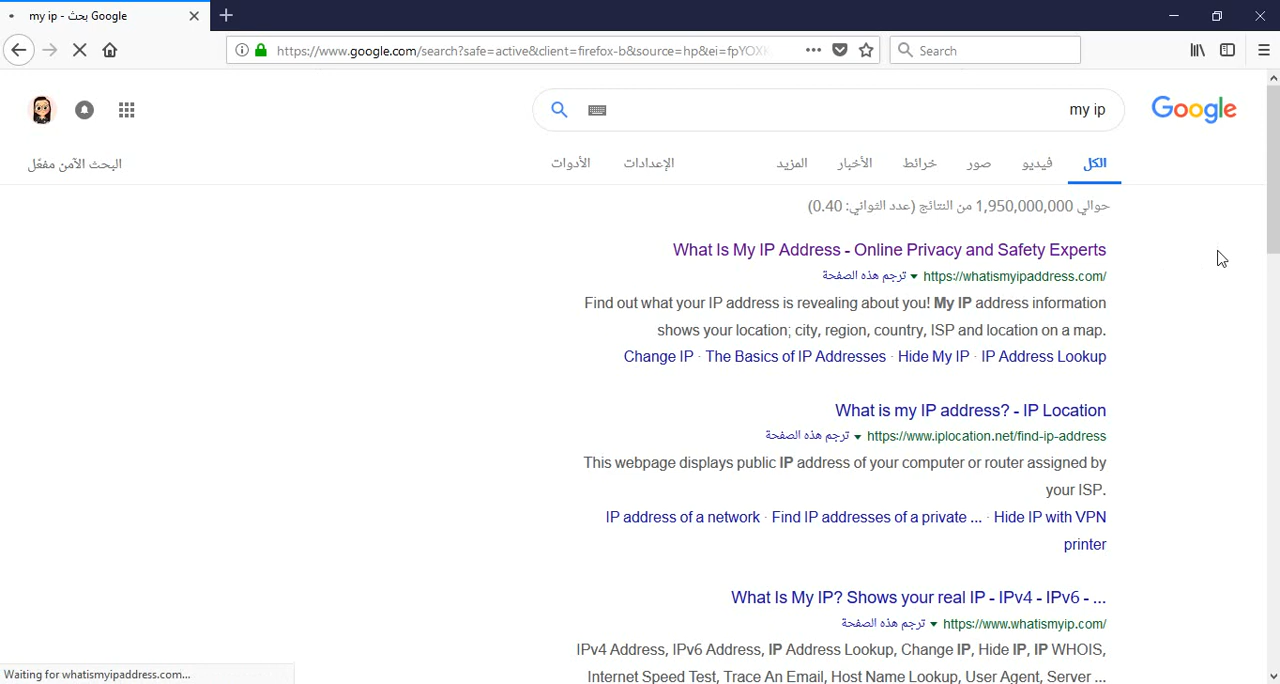 my ip - بحث Google
https://www.google.com/search?safe=active&client=firefox-b&source=hp&ei=fpYOX
Search
my ip
Google
الكل
فيديو
صور
خرائط
الأخبار
المزيد
الإعدادات
الأدوات
البحث الآمن مفعّل
حوالي 1,950,000,000 من النتائج (عدد الثواني: 0.40)
What Is My IP Address - Online Privacy and Safety Experts
https://whatismyipaddress.com/ ▼ ترجم هذه الصفحة
Find out what your IP address is revealing about you! My IP address information
shows your location; city, region, country, ISP and location on a map.
Change IP · The Basics of IP Addresses · Hide My IP · IP Address Lookup
What is my IP address? - IP Location
https://www.iplocation.net/find-ip-address ▼ ترجم هذه الصفحة
This webpage displays public IP address of your computer or router assigned by
your ISP.
IP address of a network · Find IP addresses of a private ... · Hide IP with VPN
printer
What Is My IP? Shows your real IP - IPv4 - IPv6 - ...
https://www.whatismyip.com/ ▼ ترجم هذه الصفحة
IPv4 Address, IPv6 Address, IP Address Lookup, Change IP, Hide IP, IP WHOIS,
Internet Speed Test, Trace An Email, Host Name Lookup, User Agent, Server ...
Waiting for whatismyipaddress.com...